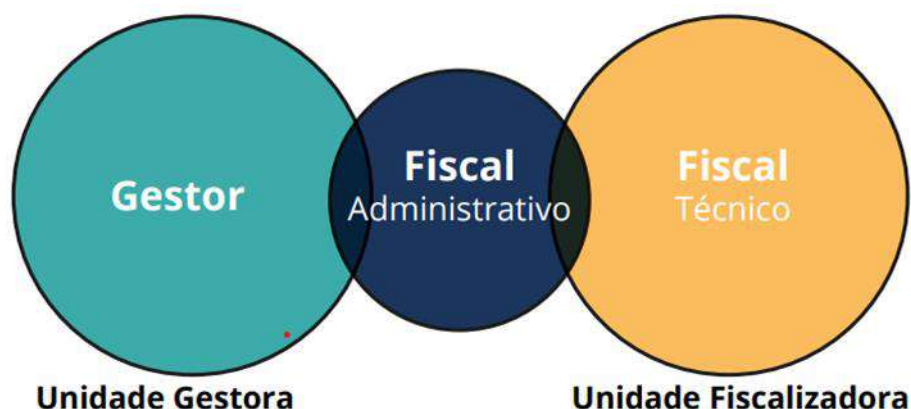 Gestor
Fiscal
Administrativo
Fiscal
Técnico
Unidade Gestora
Unidade Fiscalizadora